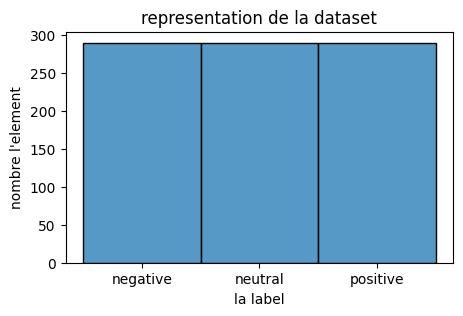 representation de la dataset
300
250
200
150
100
50
0
nombre l'element
negative neutral positive
la label